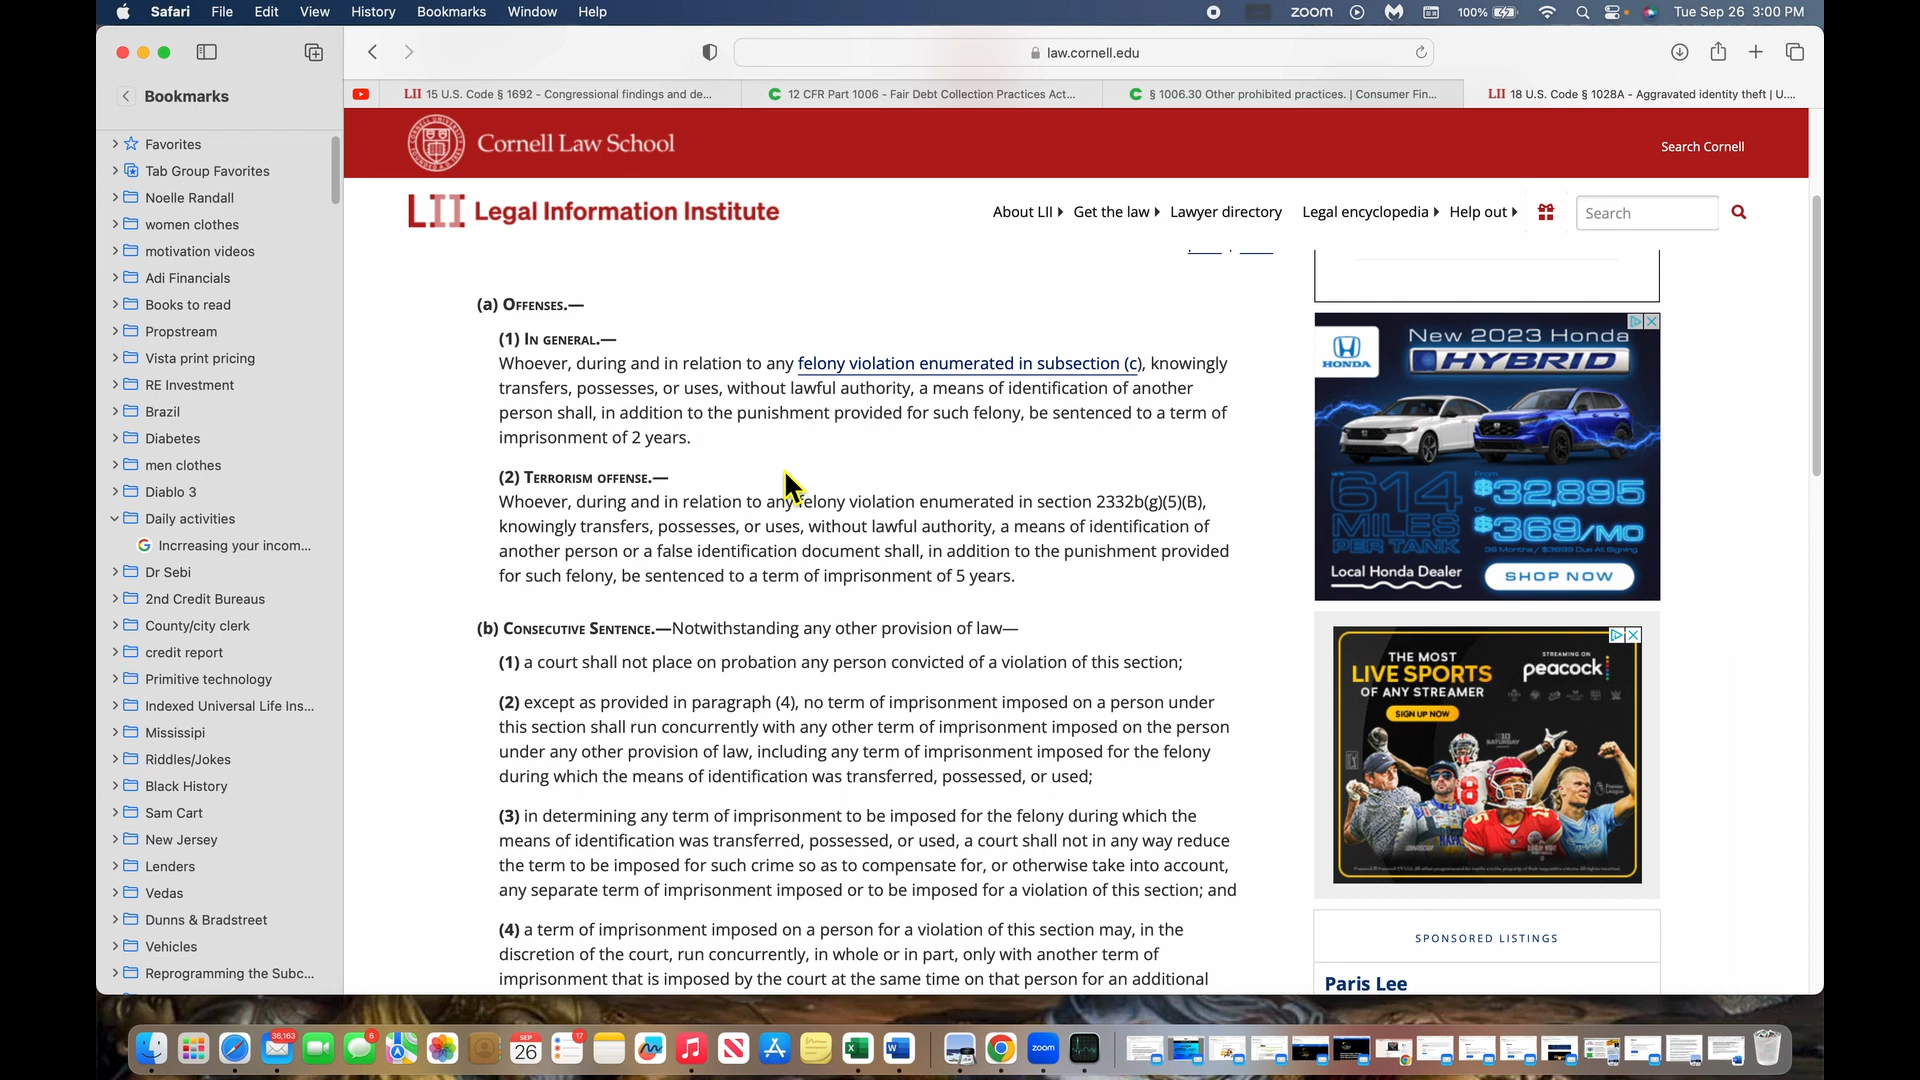 Safari File Edit View History Bookmarks Window Help
zoom 100% Tue Sep 26 3:00 PM
law.cornell.edu
Bookmarks
LII 15 U.S. Code § 1692 - Congressional findings and de...
12 CFR Part 1006 - Fair Debt Collection Practices Act...
§ 1006.30 Other prohibited practices. | Consumer Fin...
LII 18 U.S. Code § 1028A - Aggravated identity theft | U....
Favorites
Tab Group Favorites
Noelle Randall
women clothes
motivation videos
Adi Financials
Books to read
Propstream
Vista print pricing
RE Investment
Brazil
Diabetes
men clothes
Diablo 3
Daily activities
Incrreasing your incom...
Dr Sebi
2nd Credit Bureaus
County/city clerk
credit report
Primitive technology
Indexed Universal Life Ins...
Mississipi
Riddles/Jokes
Black History
Sam Cart
New Jersey
Lenders
Vedas
Dunns & Bradstreet
Vehicles
Reprogramming the Subc...
Cornell Law School
Search Cornell
LII Legal Information Institute
About LII Get the law Lawyer directory Legal encyclopedia Help out
Search
(a) Offenses.—
(1) In general.—
Whoever, during and in relation to any felony violation enumerated in subsection (c), knowingly
transfers, possesses, or uses, without lawful authority, a means of identification of another
person shall, in addition to the punishment provided for such felony, be sentenced to a term of
imprisonment of 2 years.
(2) Terrorism offense.—
Whoever, during and in relation to any felony violation enumerated in section 2332b(g)(5)(B),
knowingly transfers, possesses, or uses, without lawful authority, a means of identification of
another person or a false identification document shall, in addition to the punishment provided
for such felony, be sentenced to a term of imprisonment of 5 years.
(b) Consecutive Sentence.—Notwithstanding any other provision of law—
(1) a court shall not place on probation any person convicted of a violation of this section;
(2) except as provided in paragraph (4), no term of imprisonment imposed on a person under
this section shall run concurrently with any other term of imprisonment imposed on the person
under any other provision of law, including any term of imprisonment imposed for the felony
during which the means of identification was transferred, possessed, or used;
(3) in determining any term of imprisonment to be imposed for the felony during which the
means of identification was transferred, possessed, or used, a court shall not in any way reduce
the term to be imposed for such crime so as to compensate for, or otherwise take into account,
any separate term of imprisonment imposed or to be imposed for a violation of this section; and
(4) a term of imprisonment imposed on a person for a violation of this section may, in the
discretion of the court, run concurrently, in whole or in part, only with another term of
imprisonment that is imposed by the court at the same time on that person for an additional
HONDA
New 2023 Honda
HYBRID
614
MILES
PER TANK
From
$32,895
Or
$369/MO
36 Months / $3899 Due At Signing
Local Honda Dealer
SHOP NOW
THE MOST
LIVE SPORTS
OF ANY STREAMER
SIGN UP NOW
STREAMING ON
peacock
SPONSORED LISTINGS
Paris Lee
36,163
6
SEP
26
17
zoom